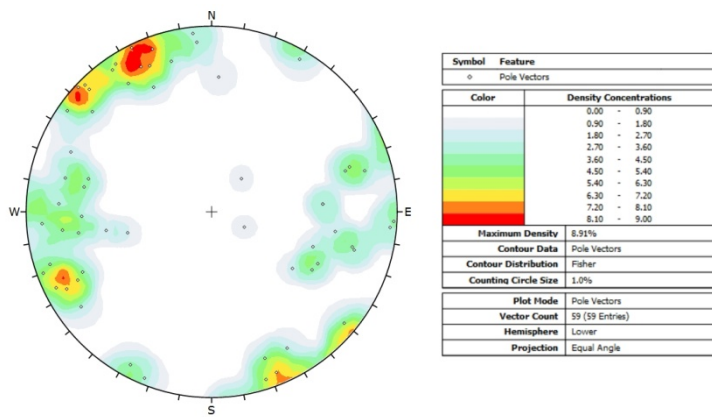 N
W
E
S
Symbol Feature
Pole Vectors
Color Density Concentrations
0.00 - 0.90
0.90 - 1.80
1.80 - 2.70
2.70 - 3.60
3.60 - 4.50
4.50 - 5.40
5.40 - 6.30
6.30 - 7.20
7.20 - 8.10
8.10 - 9.00
Maximum Density 8.91%
Contour Data Pole Vectors
Contour Distribution Fisher
Counting Circle Size 1.0%
Plot Mode Pole Vectors
Vector Count 59 (59 Entries)
Hemisphere Lower
Projection Equal Angle